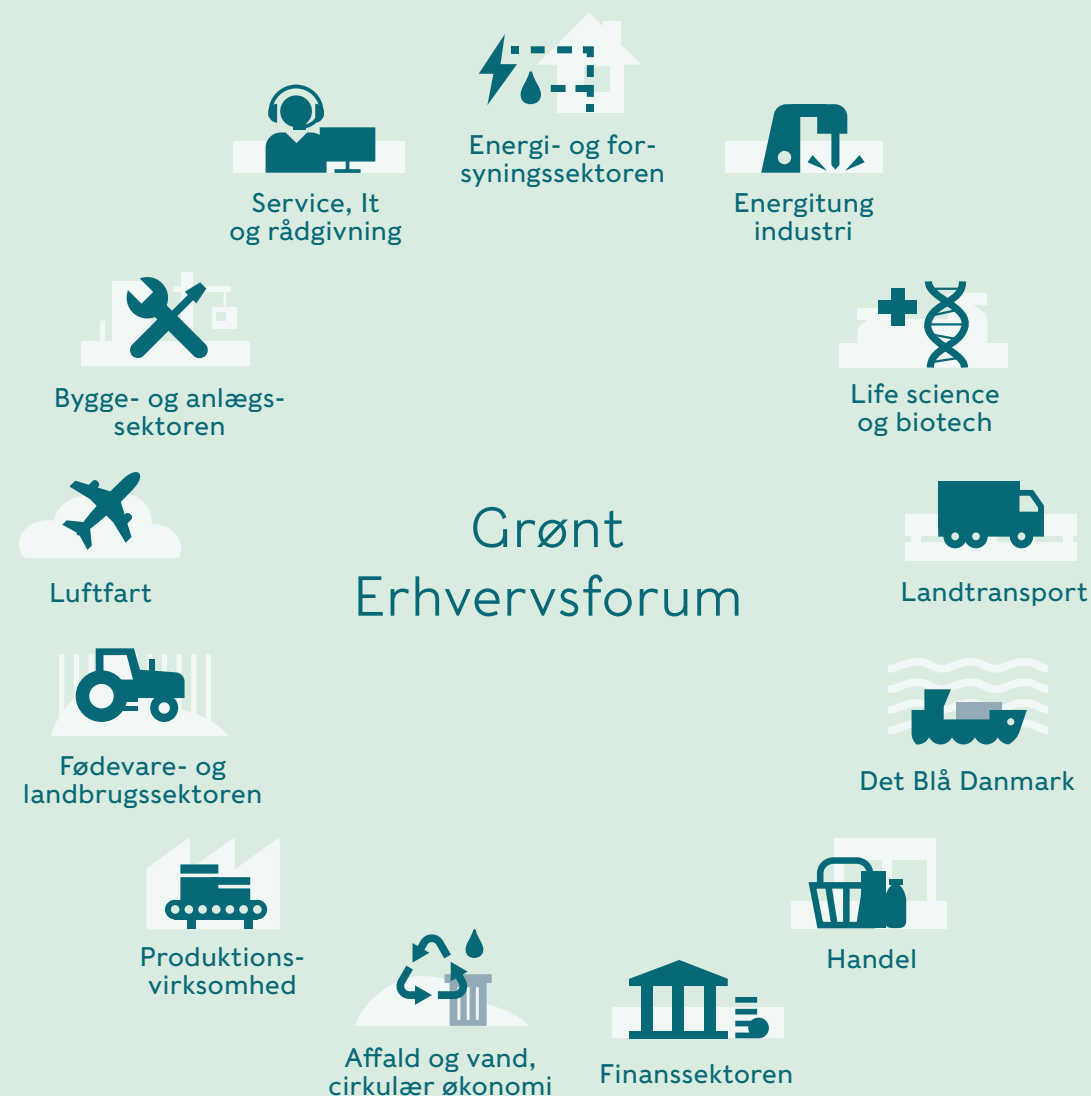 Energi- og for-
syningssektoren
Service, It
og rådgivning
Energitung
industri
Bygge- og anlægs-
sektoren
Life science
og biotech
Grønt
Erhvervsforum
Luftfart
Landtransport
Fødevare- og
landbrugssektoren
Det Blå Danmark
Produktions-
virksomhed
Handel
Affald og vand,
cirkulær økonomi
Finanssektoren